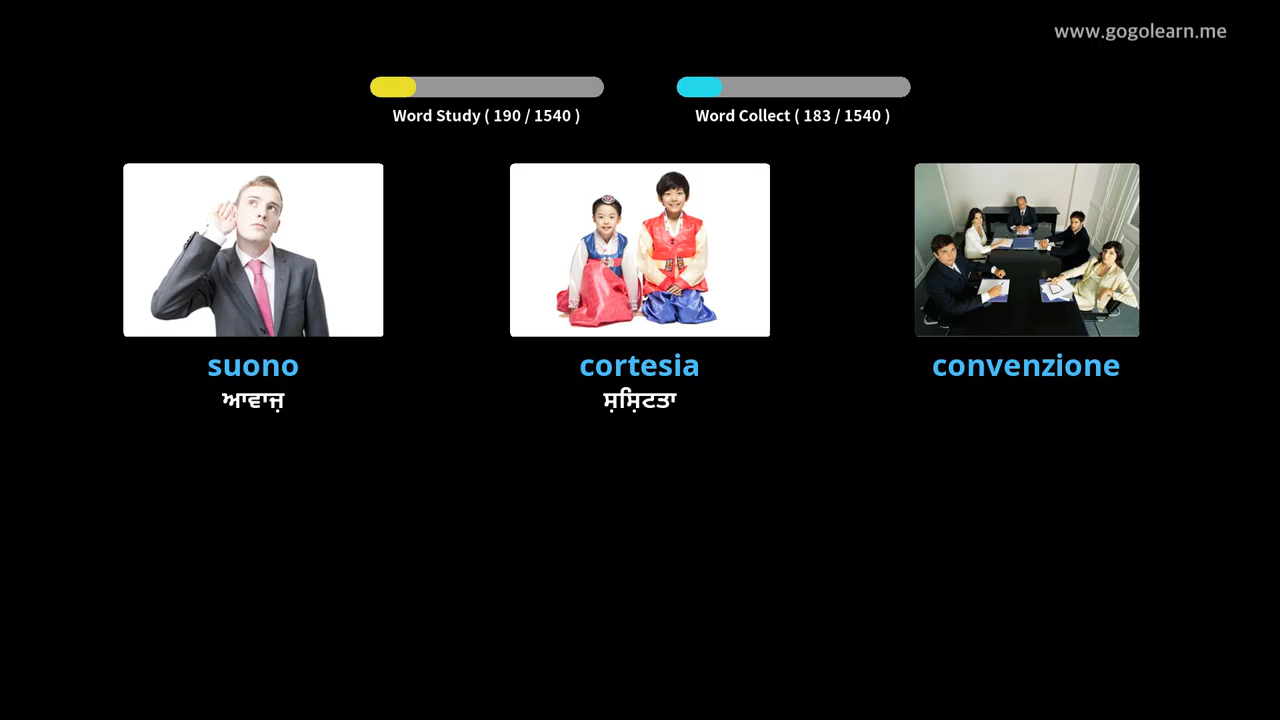 www.gogolearn.me
Word Study ( 190 / 1540 )
Word Collect ( 183 / 1540 )
suono
cortesia
convenzione
ਆਵਾਜ਼
ਸ਼ਸ਼ਿਟਤਾ